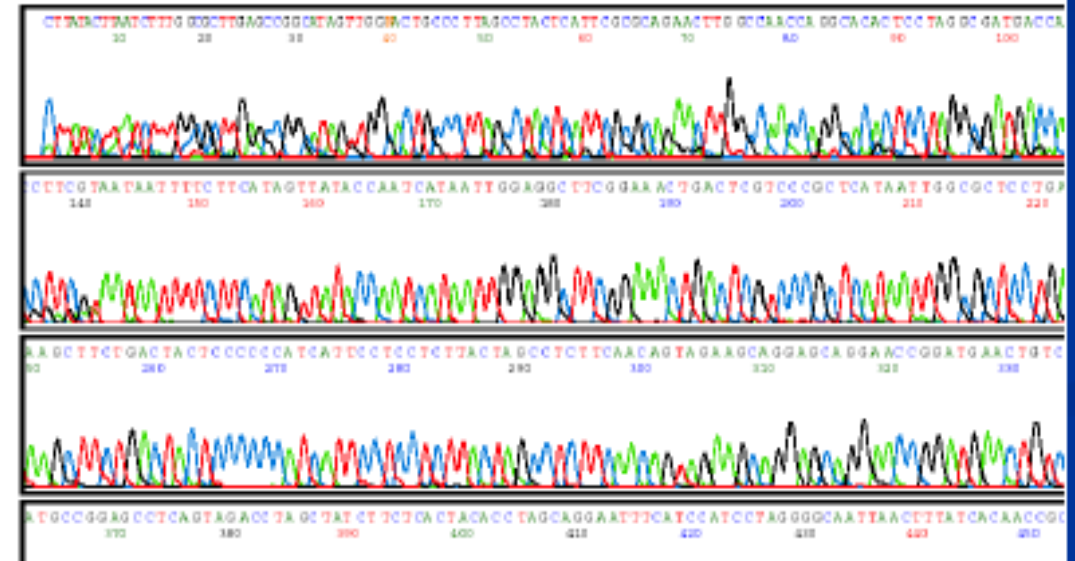 CTTATACTTAATCTTTGGCGCTTGAGCCGGCATAGTTGGNACTGCCCTTAGCCTACTCATTCGCGCAGAACTTGGCCAACCAGGCACACTCCTAGGCGATGACCA
10 20 30 40 50 60 70 80 90 100
CCTTCGTAATAATTTTCTTCATAGTTATACCAATCATAATTGGAGGCTTCGGAAACTGACTCGTCCCGCTCATAATTGGCGCTCCTGA
140 150 160 170 180 190 200 210 220
AAGCTTCTGACTACTCCCCCCATCATTCCTCCTCTTACTAGCCTCTTCAACAGTAGAAGCAGGAGCAGGAACCGGATGAACTGTC
260 270 280 290 300 310 320 330
ATGCCGGAGCCTCAGTAGACCTAGCTATCTTCTCACTACACCTAGCAGGAATTTCATCCATCCTAGGGGCAATTAACTTTATCACAACCGC
370 380 390 400 410 420 430 440 450